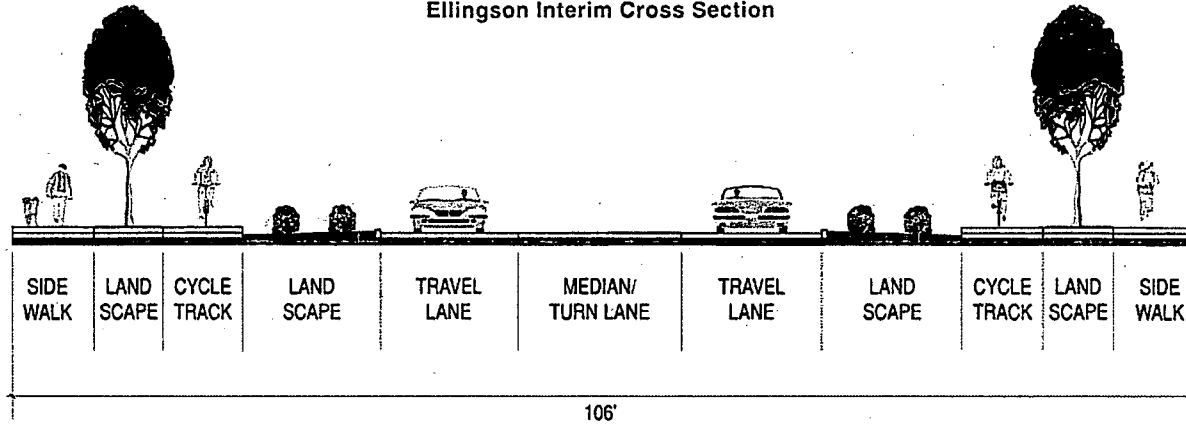 Ellingson Interim Cross Section
SIDE WALK
LAND SCAPE
CYCLE TRACK
LAND SCAPE
TRAVEL LANE
MEDIAN/ TURN LANE
TRAVEL LANE
LAND SCAPE
CYCLE TRACK
LAND SCAPE
SIDE WALK
106'